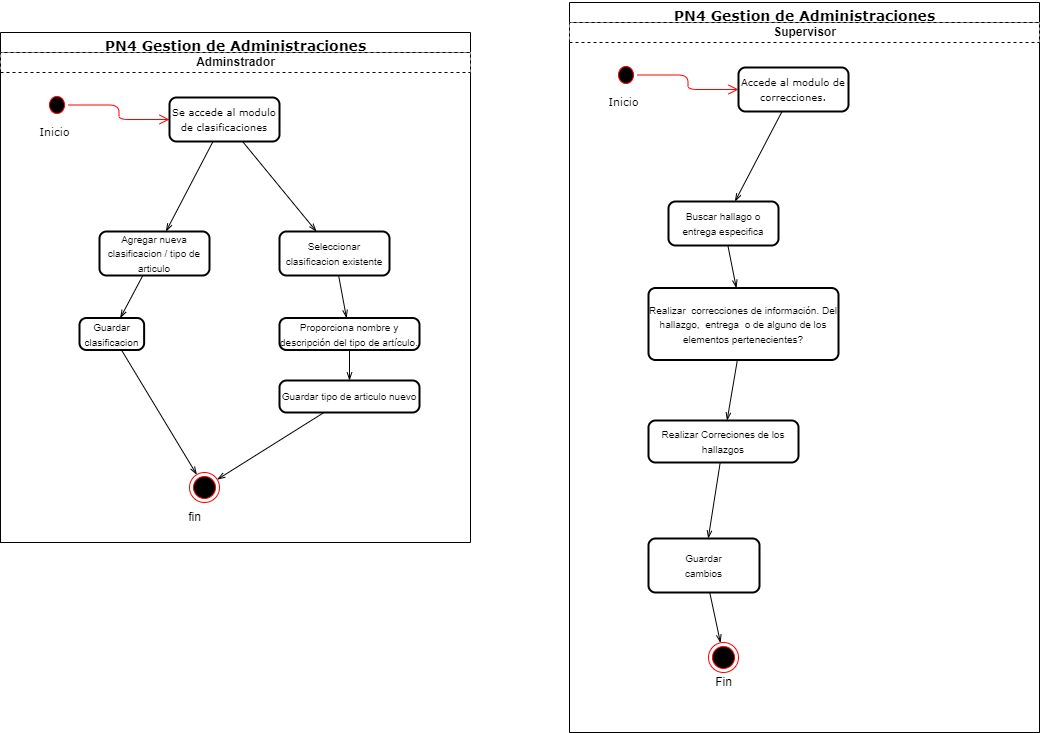 PN4 Gestion de Administraciones
Adminstrador
Inicio
Se accede al modulo
de clasificaciones
Agregar nueva
clasificacion / tipo de
articulo
Seleccionar
clasificacion existente
Guardar
clasificacion
Proporciona nombre y
descripción del tipo de artículo.
Guardar tipo de articulo nuevo
fin
PN4 Gestion de Administraciones
Supervisor
Inicio
Accede al modulo de
correcciones.
Buscar hallago o
entrega especifica
Realizar correcciones de información. Del
hallazgo, entrega o de alguno de los
elementos pertenecientes?
Realizar Correciones de los
hallazgos
Guardar
cambios
Fin